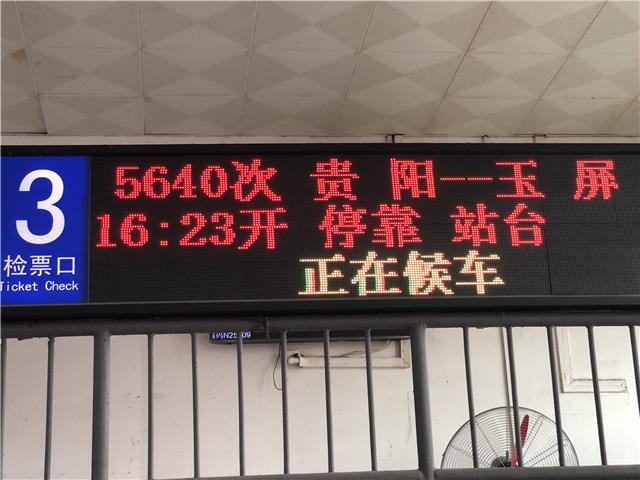 3
检票口
Ticket Check
5640次 贵 阳--玉 屏
16:23开 停靠 站台
正在候车